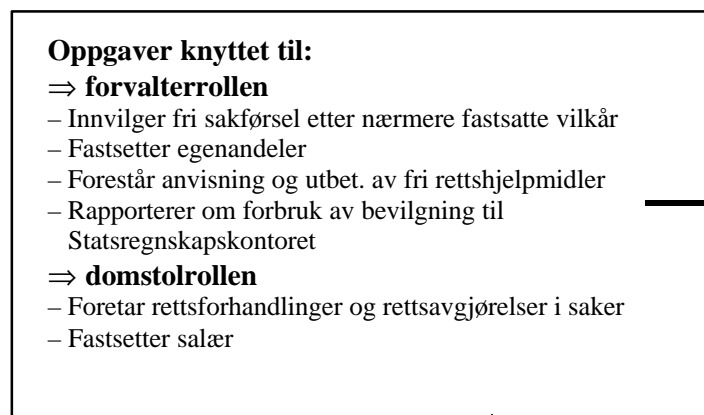 Oppgaver knyttet til:
⇒ forvalterrollen
– Innvilger fri sakførsel etter nærmere fastsatte vilkår
– Fastsetter egenandeler
– Forestår anvisning og utbet. av fri rettshjelpmidler
– Rapporterer om forbruk av bevilgning til
Statsregnskapskontoret
⇒ domstolrollen
– Foretar rettsforhandlinger og rettsavgjørelser i saker
– Fastsetter salær